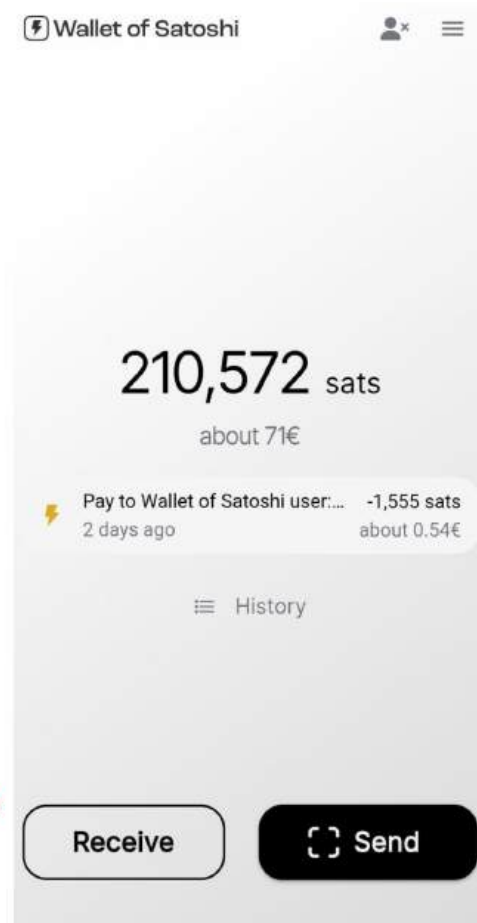 Wallet of Satoshi
210,572 sats
about 71€
Pay to Wallet of Satoshi user:... -1,555 sats
2 days ago about 0.54€
History
Receive Send